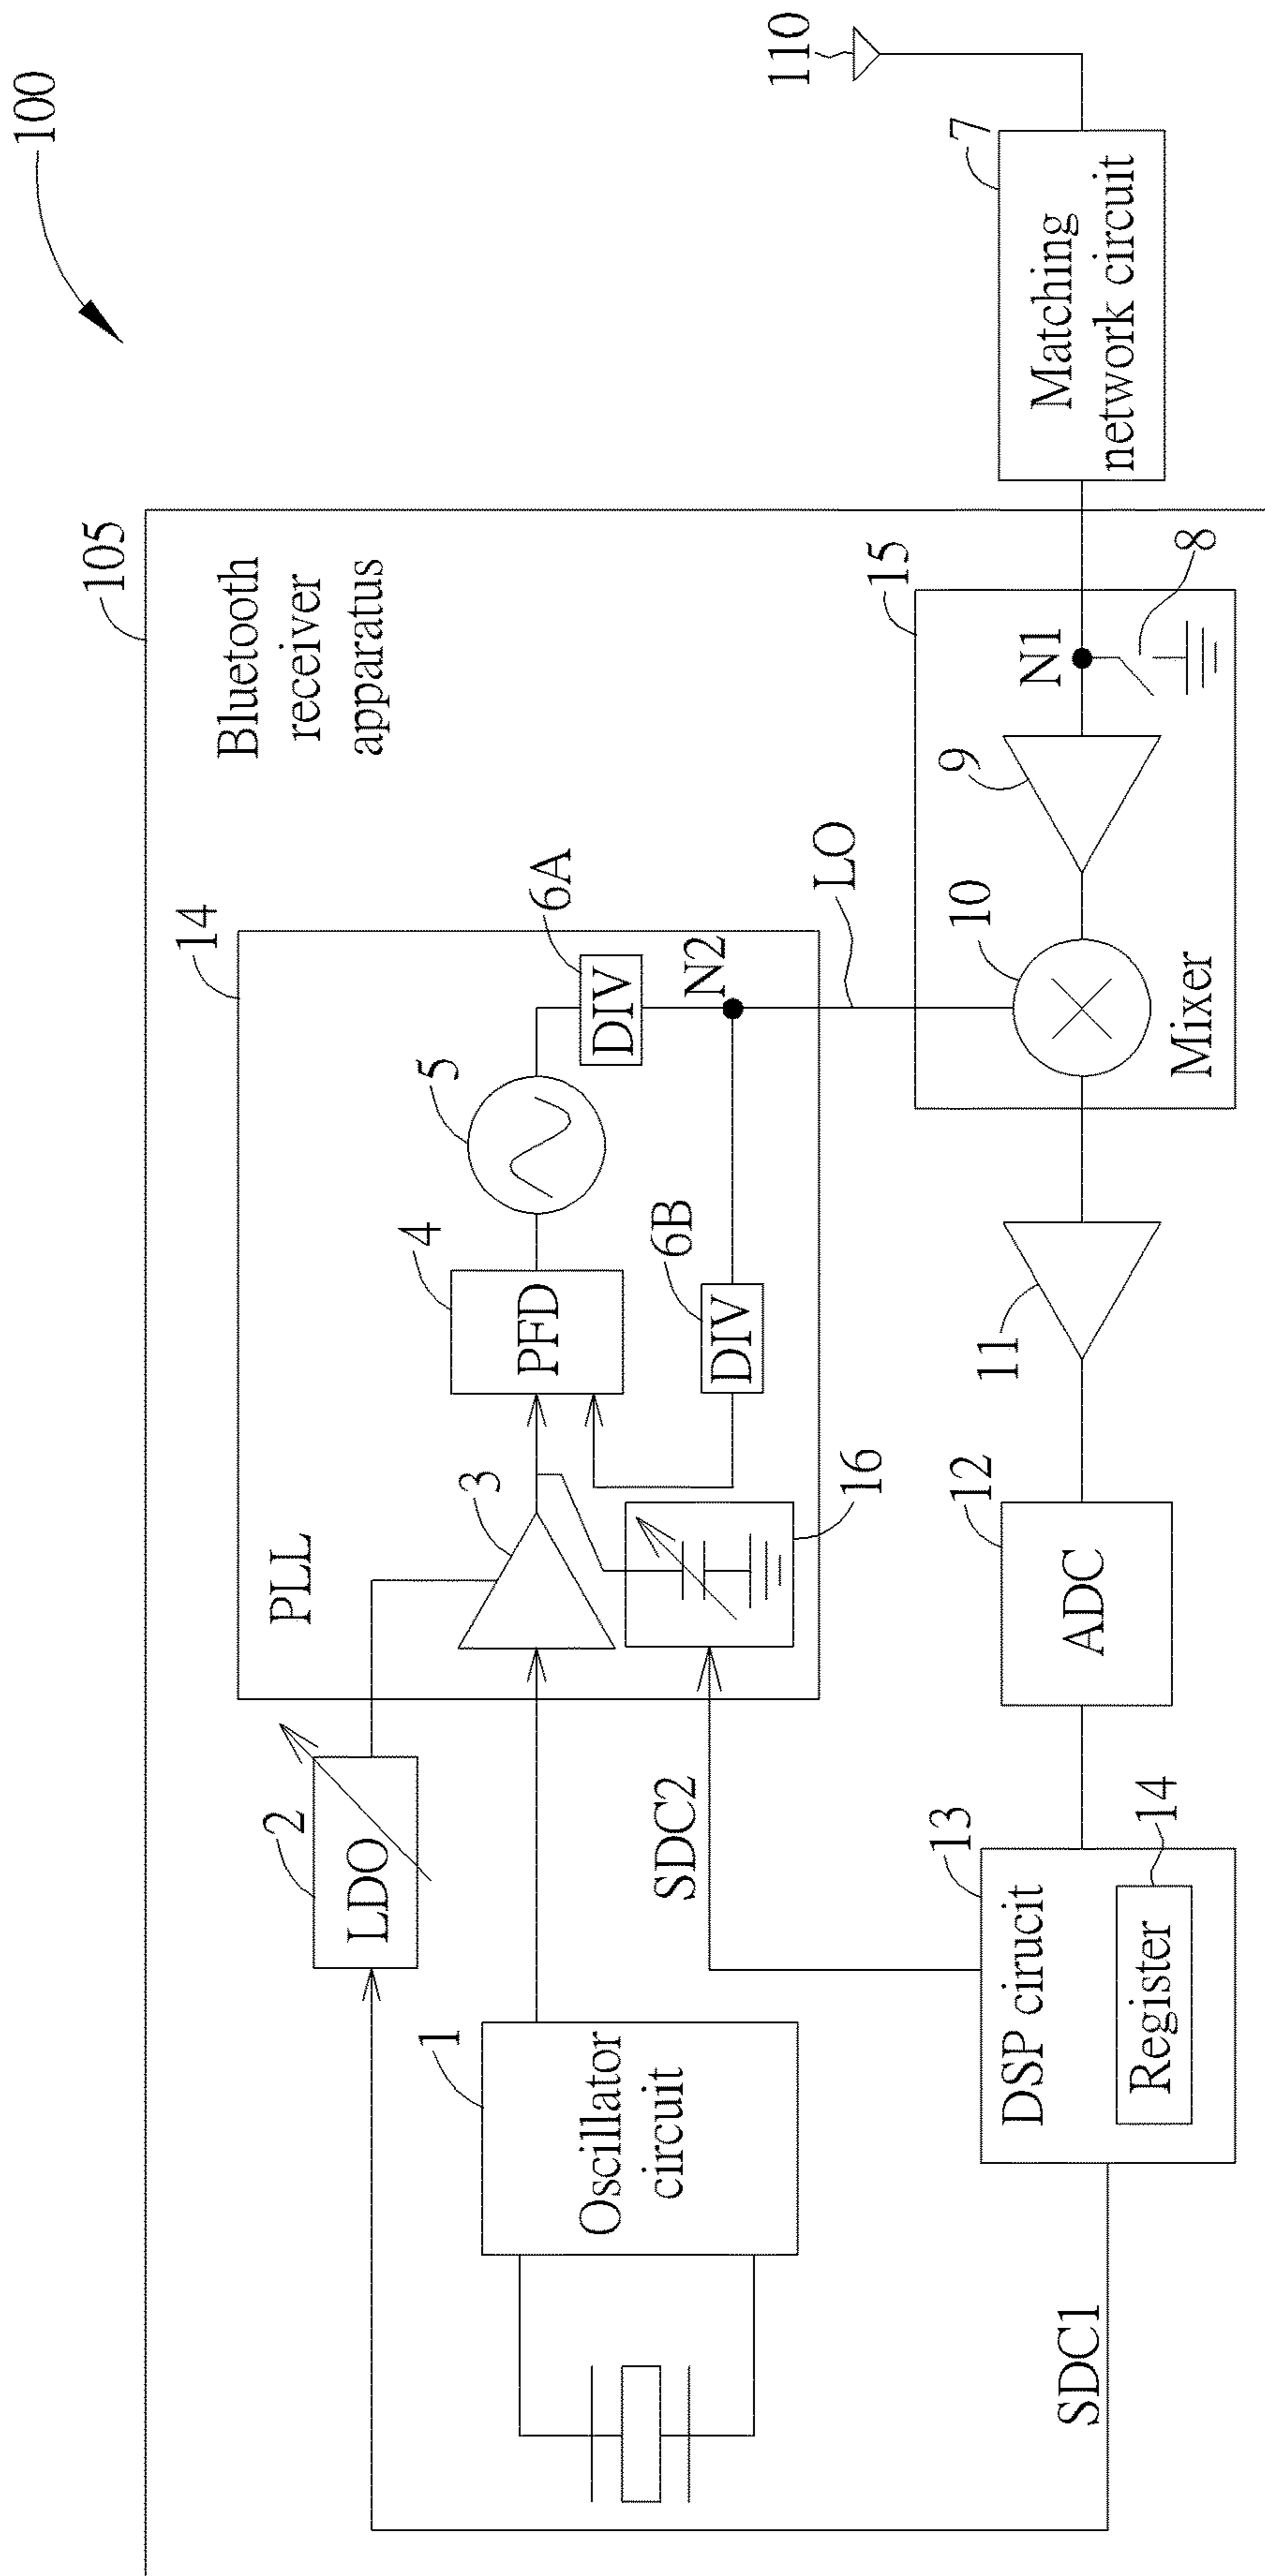 100
105
Bluetooth
receiver
apparatus
14
PLL
2
LDO
3
4
PFD
5
6A
DIV
N2
6B
DIV
16
LO
1
Oscillator
circuit
SDC2
SDC1
13
DSP cirucit
14
Register
12
ADC
11
15
10
9
N1
8
Mixer
7
Matching
network circuit
110